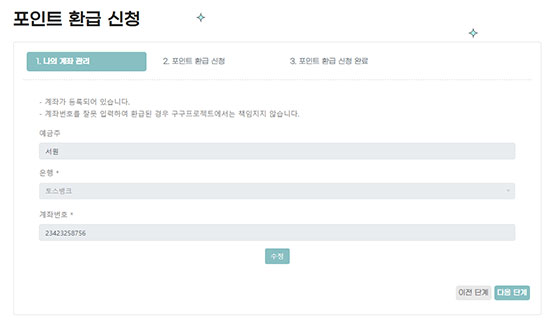 포인트 환급 신청
1. 나의 계좌 관리
2. 포인트 환급 신청
3. 포인트 환급 신청 완료
- 계좌가 등록되어 있습니다.
- 계좌번호를 잘못 입력하여 환급된 경우 구구프로젝트에서는 책임지지 않습니다.
예금주
서원
은행 *
토스뱅크
계좌번호 *
23423258756
수정
이전 단계
다음 단계